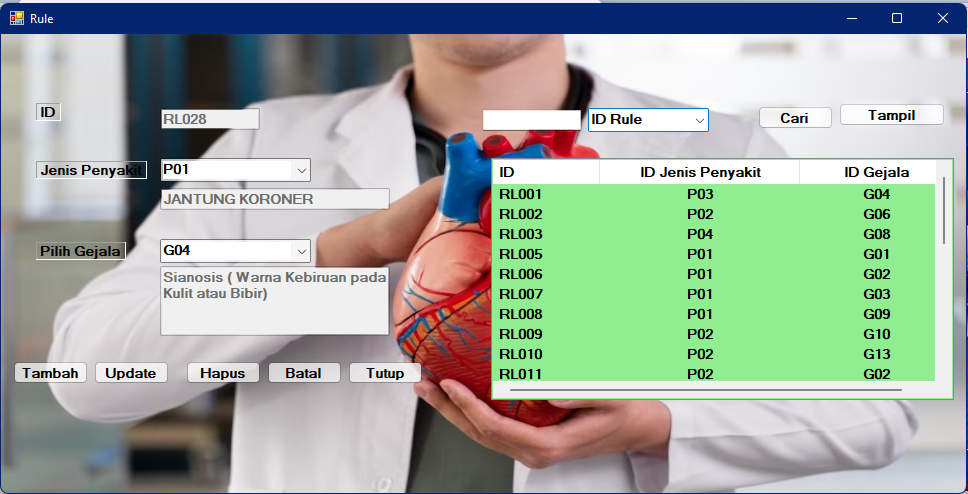 Rule
ID
RL028
ID Rule
Cari
Tampil
Jenis Penyakit
P01
JANTUNG KORONER
Pilih Gejala
G04
Sianosis ( Warna Kebiruan pada
Kulit atau Bibir)
Tambah
Update
Hapus
Batal
Tutup
ID ID Jenis Penyakit ID Gejala
RL001 P03 G04
RL002 P02 G06
RL003 P04 G08
RL005 P01 G01
RL006 P01 G02
RL007 P01 G03
RL008 P01 G09
RL009 P02 G10
RL010 P02 G13
RL011 P02 G02